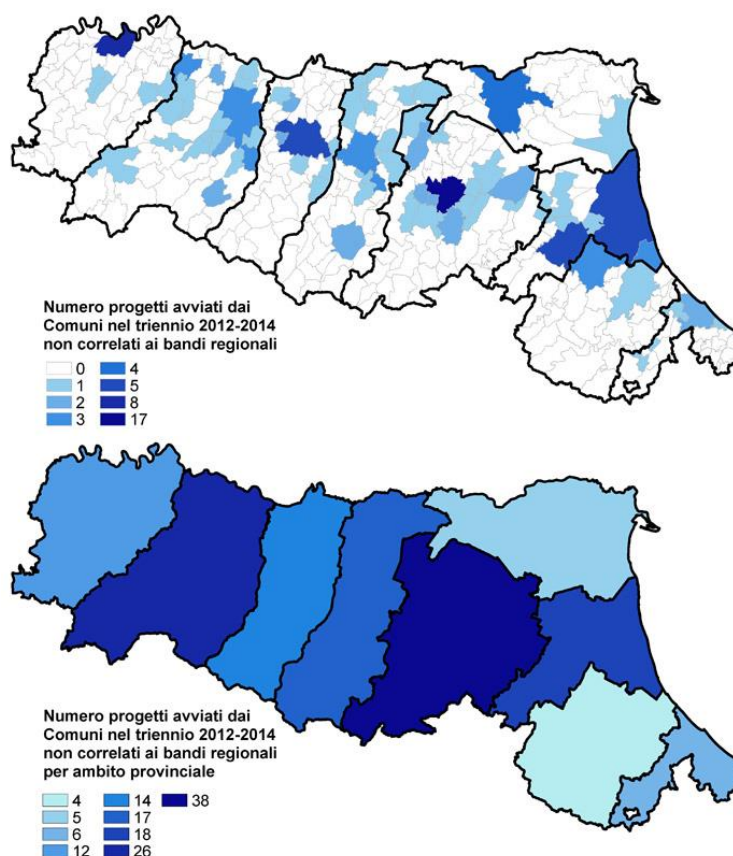 Numero progetti avviati dai
Comuni nel triennio 2012-2014
non correlati ai bandi regionali
0 4
1 5
2 8
3 17
Numero progetti avviati dai
Comuni nel triennio 2012-2014
non correlati ai bandi regionali
per ambito provinciale
4 14 38
5 17
6 18
12 26